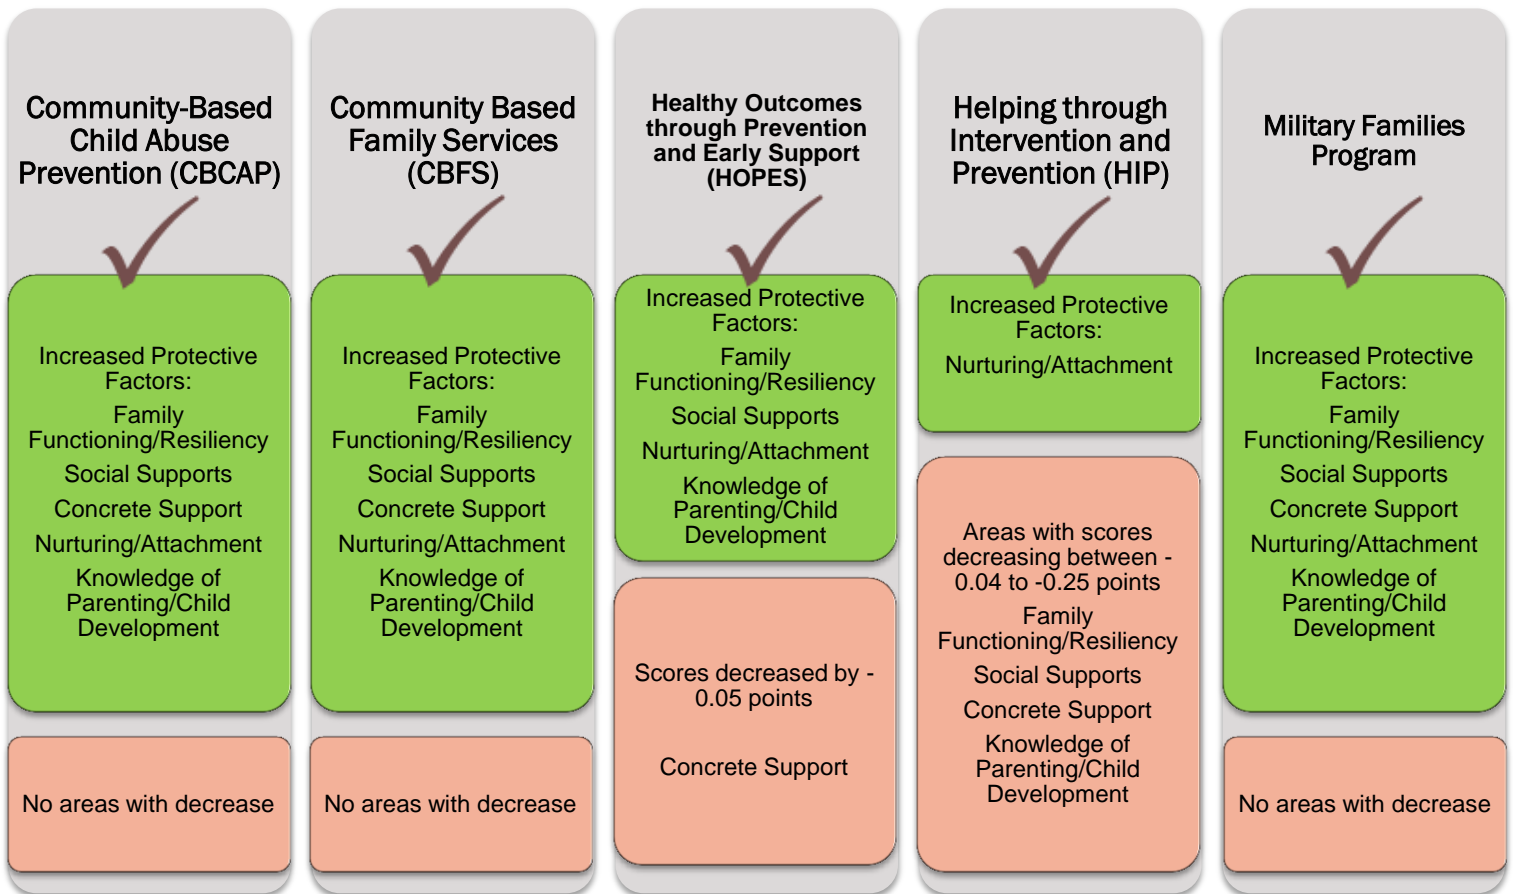 Community-Based
Child Abuse
Prevention (CBCAP)
Increased Protective
Factors:
Family
Functioning/Resiliency
Social Supports
Concrete Support
Nurturing/Attachment
Knowledge of
Parenting/Child
Development
No areas with decrease
Community Based
Family Services
(CBFS)
Increased Protective
Factors:
Family
Functioning/Resiliency
Social Supports
Concrete Support
Nurturing/Attachment
Knowledge of
Parenting/Child
Development
No areas with decrease
Healthy Outcomes
through Prevention
and Early Support
(HOPES)
Increased Protective
Factors:
Family
Functioning/Resiliency
Social Supports
Nurturing/Attachment
Knowledge of
Parenting/Child
Development
Scores decreased by -
0.05 points
Concrete Support
Helping through
Intervention and
Prevention (HIP)
Increased Protective
Factors:
Nurturing/Attachment
Areas with scores
decreasing between -
0.04 to -0.25 points
Family
Functioning/Resiliency
Social Supports
Concrete Support
Knowledge of
Parenting/Child
Development
Military Families
Program
Increased Protective
Factors:
Family
Functioning/Resiliency
Social Supports
Concrete Support
Nurturing/Attachment
Knowledge of
Parenting/Child
Development
No areas with decrease